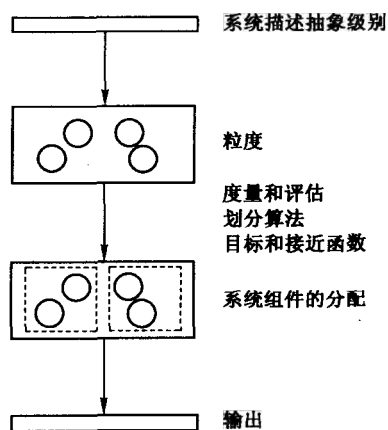 系统描述抽象级别
粒度
度量和评估
划分算法
目标和接近函数
系统组件的分配
输出